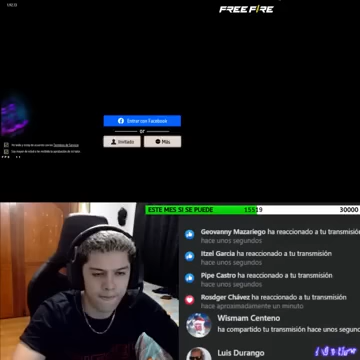 FREE FIRE
Entrar con Facebook
or
Invitado
Más
ESTE MES SI SE PUEDE 15519 30000
Geovanny Mazariego ha reaccionado a tu transmisió
hace unos segundos
Itzel Garcia ha reaccionado a tu transmisión
hace unos segundos
Pipe Castro ha reaccionado a tu transmisión
hace unos segundos
Rosdger Chávez ha reaccionado a tu transmisión
hace aproximadamente un minuto
Wismam Centeno
ha compartido tu transmisión hace unos segund
Luis Durango